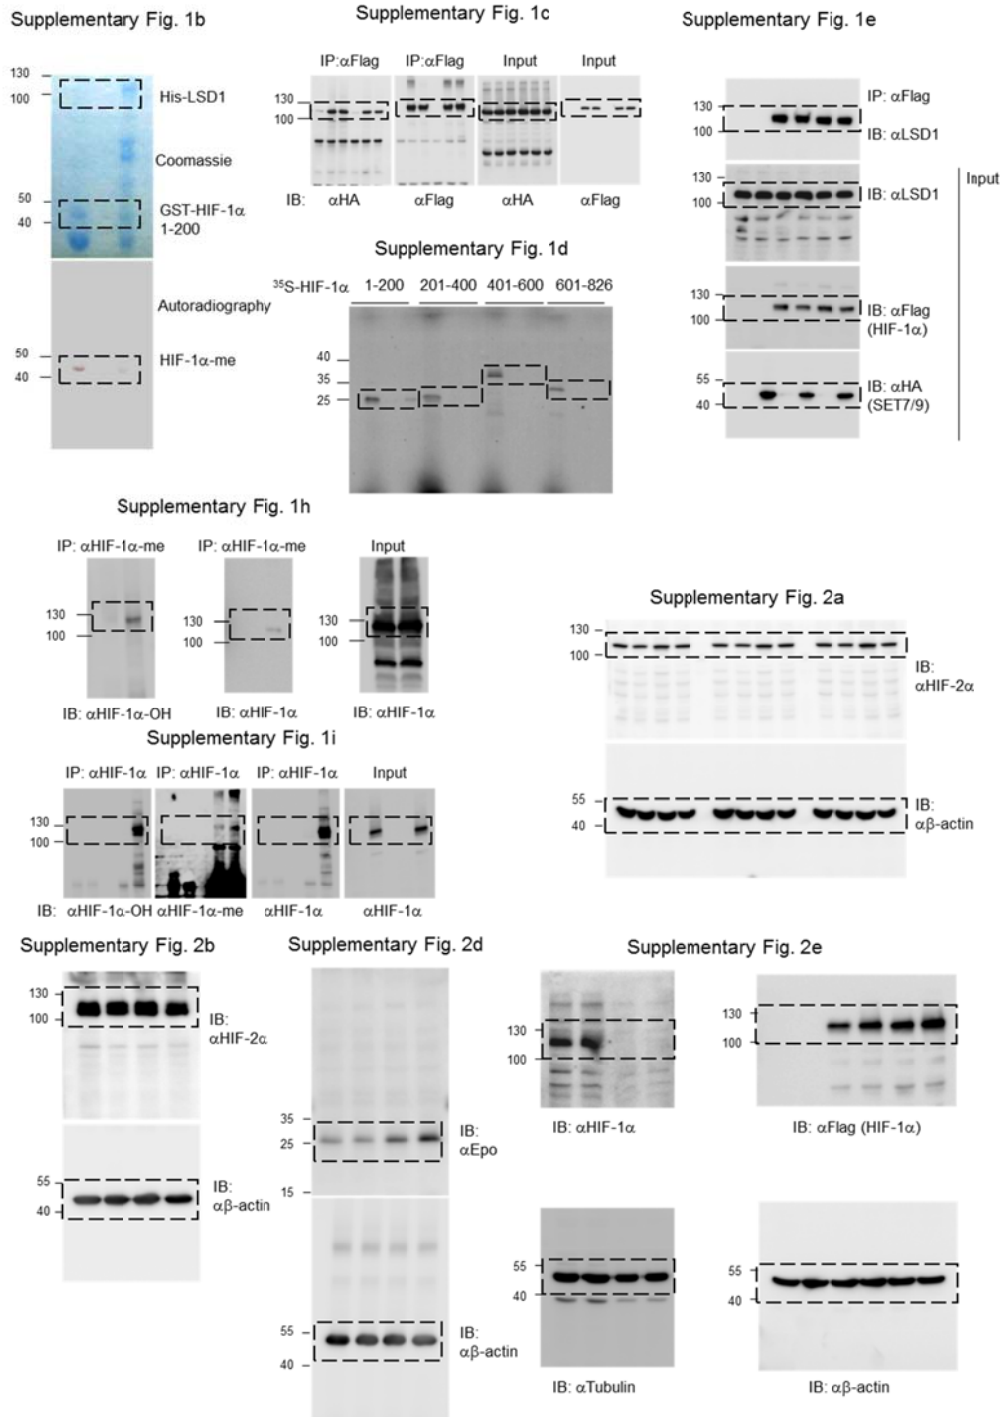 Supplementary Fig. 1b
130
100
His-LSD1
Coomassie
50
40
GST-HIF-1α
1-200
Autoradiography
50
40
HIF-1α-me
Supplementary Fig. 1c
IP:αFlag IP:αFlag Input Input
130
100
130
100
130
100
130
100
IB: αHA αFlag αHA αFlag
Supplementary Fig. 1d
³⁵S-HIF-1α 1-200 201-400 401-600 601-826
40
35
25
Supplementary Fig. 1e
IP: αFlag
130
100
IB: αLSD1
Input
130
100
IB: αLSD1
130
100
IB: αFlag
(HIF-1α)
55
40
IB: αHA
(SET7/9)
Supplementary Fig. 1h
IP: αHIF-1α-me IP: αHIF-1α-me Input
130
100
130
100
130
100
IB: αHIF-1α-OH IB: αHIF-1α IB: αHIF-1α
Supplementary Fig. 1i
IP: αHIF-1α IP: αHIF-1α IP: αHIF-1α Input
130
100
IB: αHIF-1α-OH αHIF-1α-me αHIF-1α αHIF-1α
Supplementary Fig. 2a
130
100
IB:
αHIF-2α
55
40
IB:
αβ-actin
Supplementary Fig. 2b
130
100
IB:
αHIF-2α
55
40
IB:
αβ-actin
Supplementary Fig. 2d
35
25
15
IB:
αEpo
55
40
IB:
αβ-actin
Supplementary Fig. 2e
130
100
IB: αHIF-1α
130
100
IB: αFlag (HIF-1α)
55
40
IB: αTubulin
55
40
IB: αβ-actin